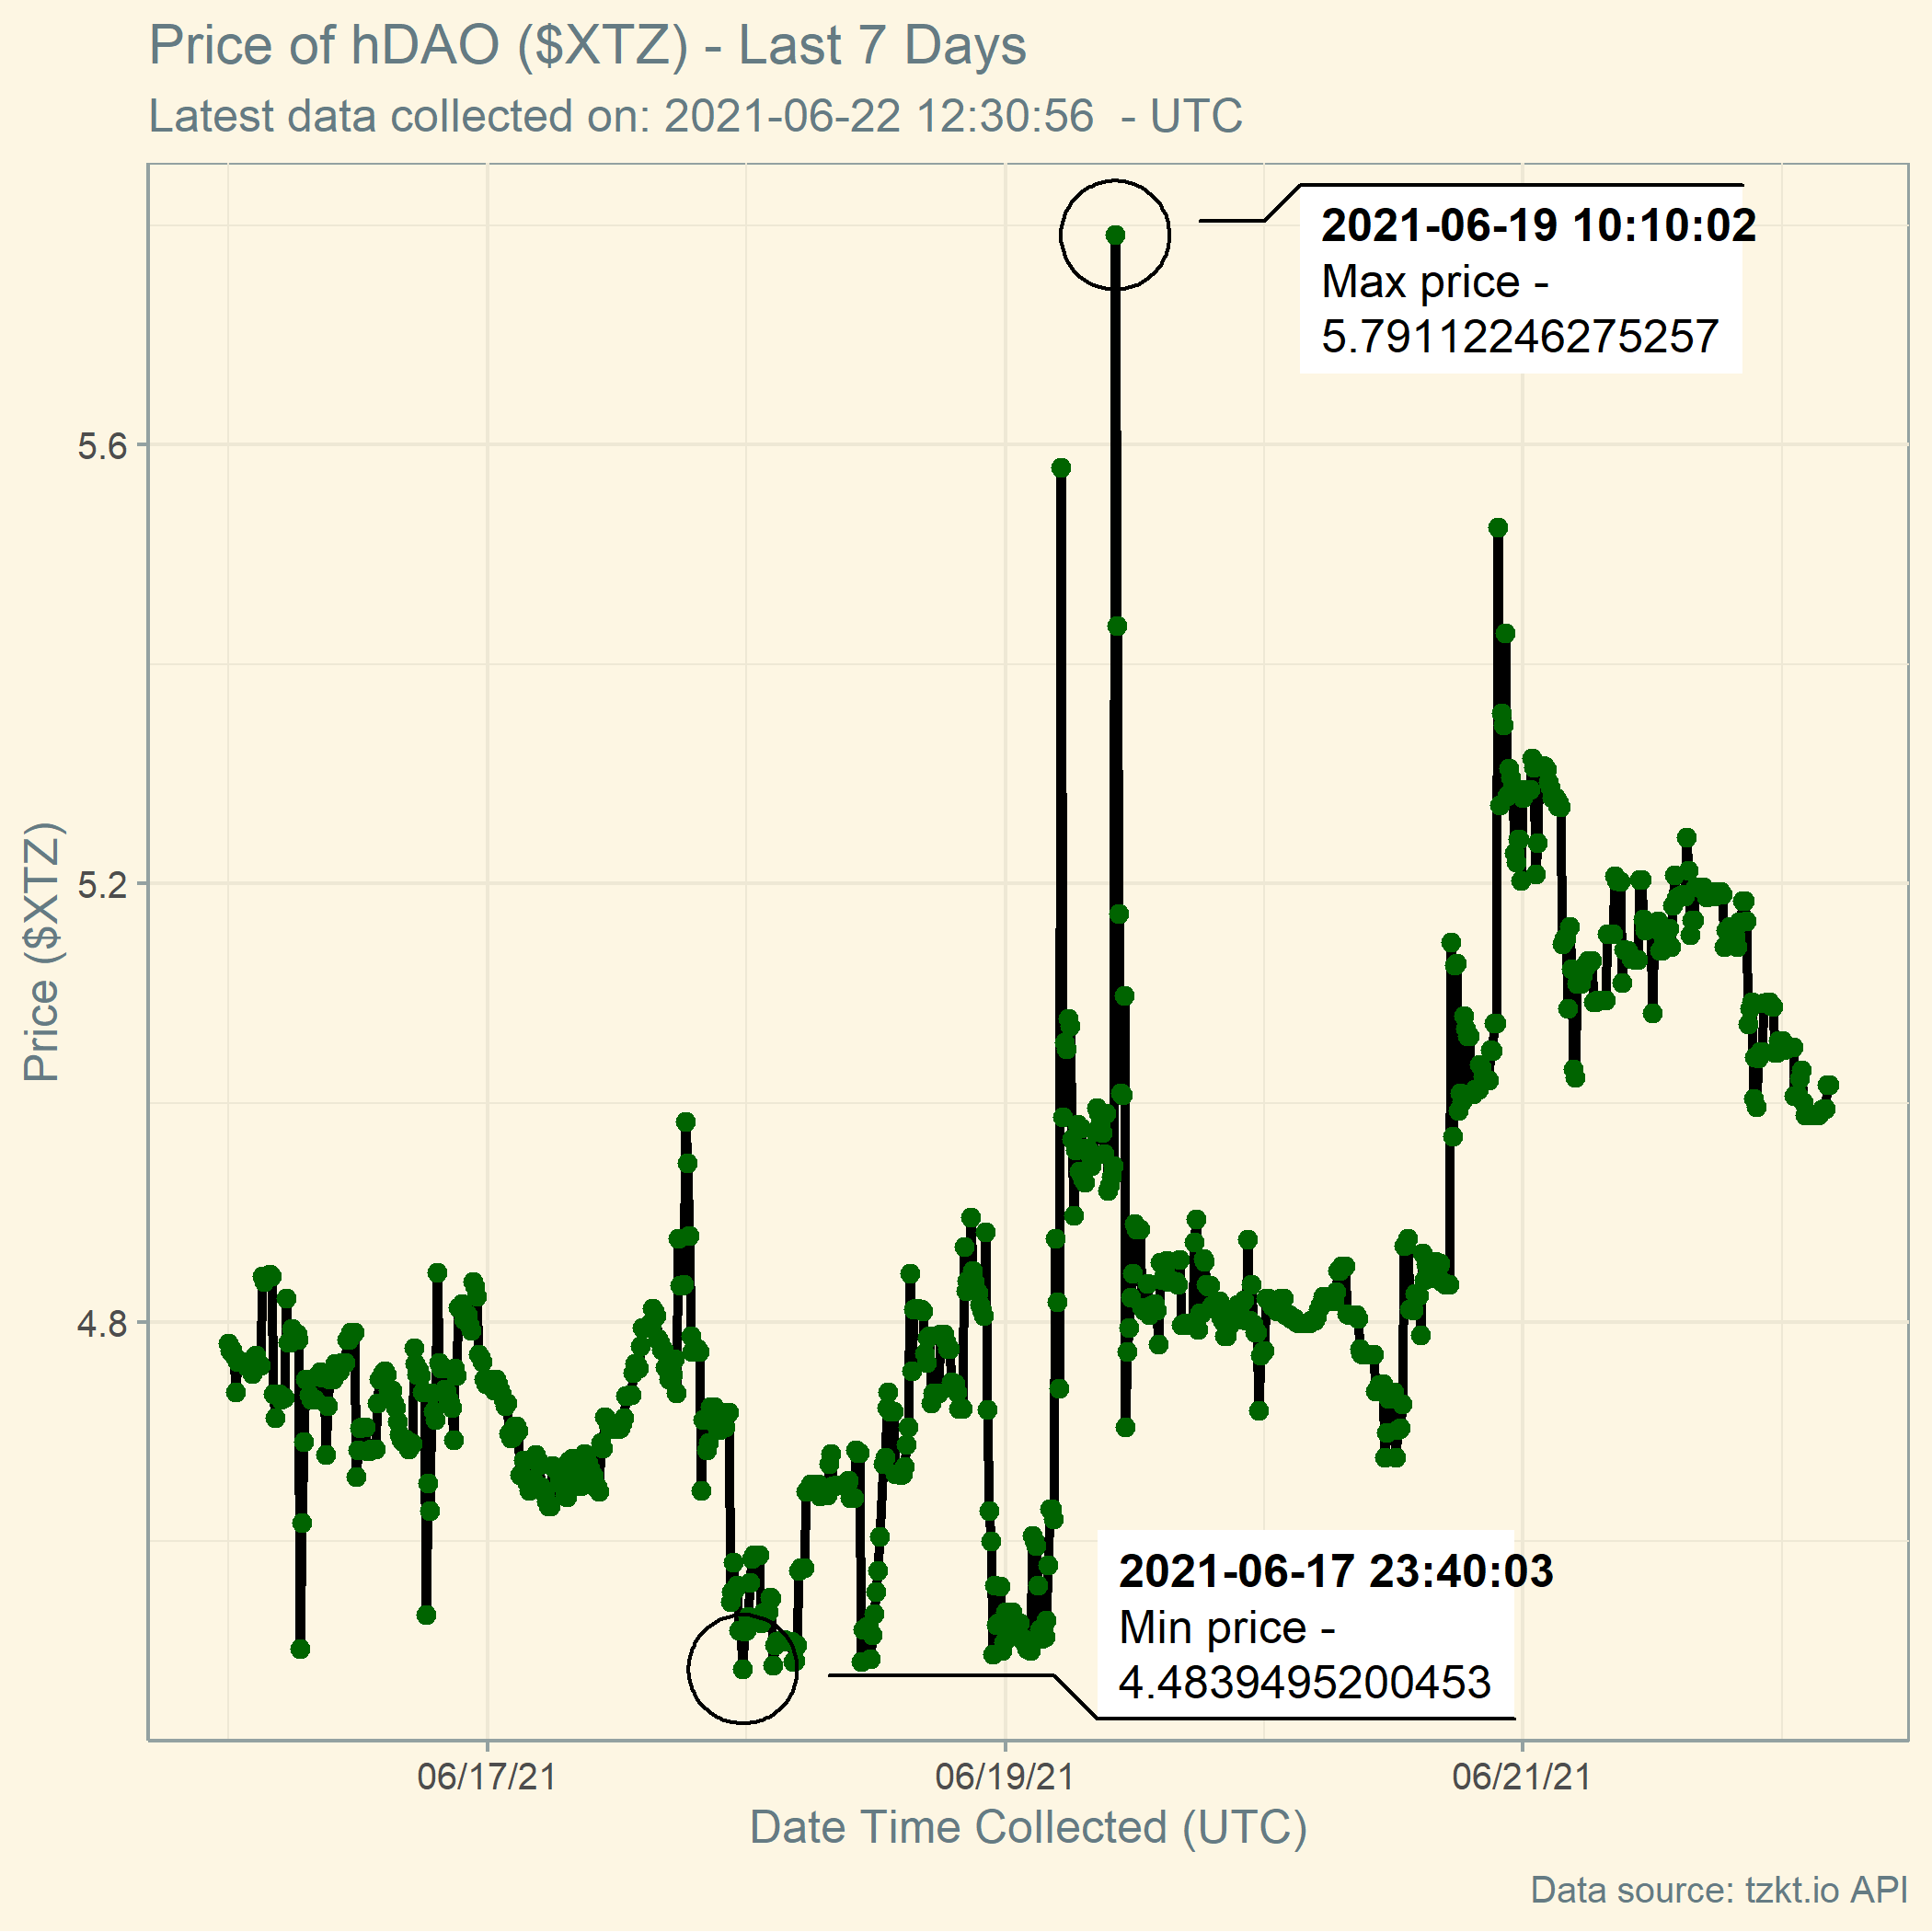 Price of hDAO ($XTZ) - Last 7 Days
Latest data collected on: 2021-06-22 12:30:56  - UTC
2021-06-19 10:10:02
Max price -
5.791112246275257
5.6
5.2
4.8
Price ($XTZ)
2021-06-17 23:40:03
Min price -
4.4839495200453
06/17/21
06/19/21
06/21/21
Date Time Collected (UTC)
Data source: tzkt.io API